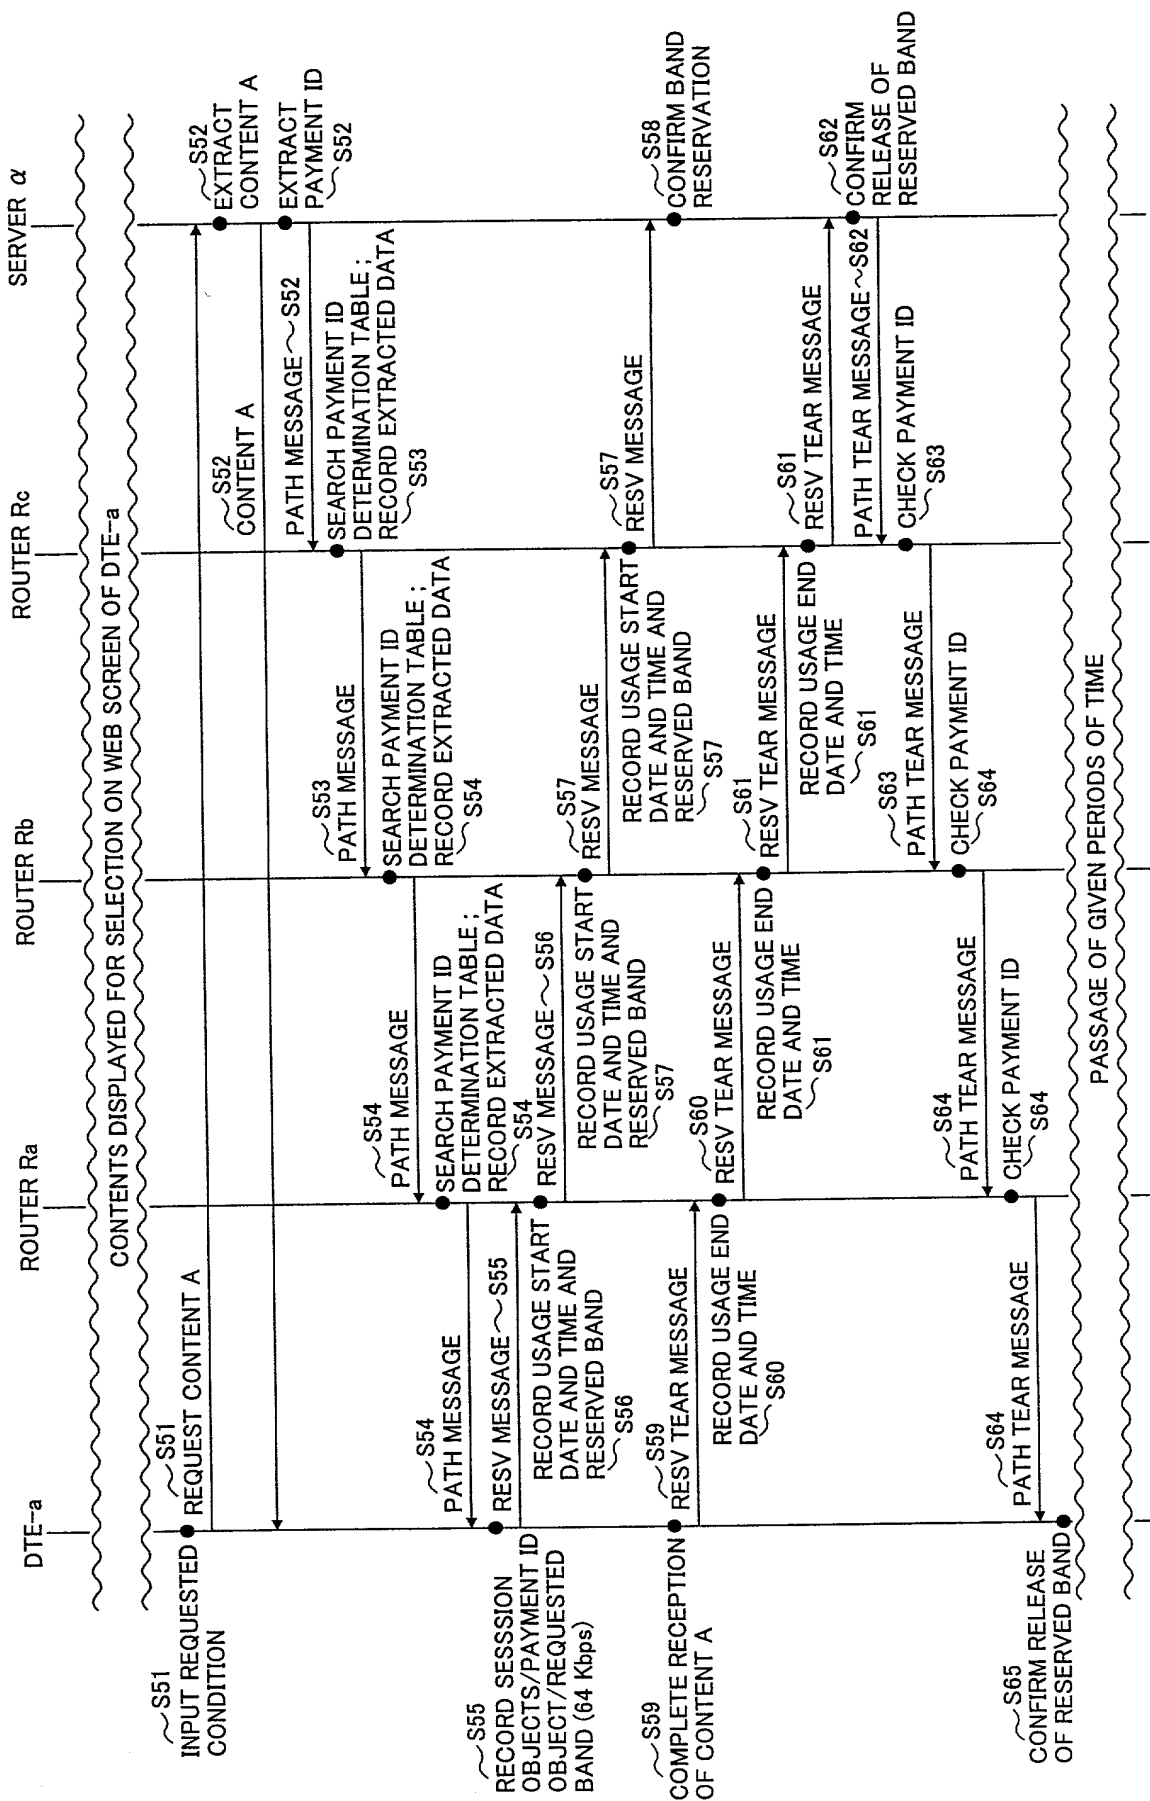 DTE-a
ROUTER Ra
ROUTER Rb
ROUTER Rc
SERVER α
CONTENTS DISPLAYED FOR SELECTION ON WEB SCREEN OF DTE-a
S51
INPUT REQUESTED
CONDITION
S51
REQUEST CONTENT A
S52
EXTRACT
CONTENT A
S52
CONTENT A
EXTRACT
PAYMENT ID
S52
PATH MESSAGE S52
SEARCH PAYMENT ID
DETERMINATION TABLE ;
RECORD EXTRACTED DATA
S53
S53
PATH MESSAGE
SEARCH PAYMENT ID
DETERMINATION TABLE ;
RECORD EXTRACTED DATA
S54
S54
PATH MESSAGE
SEARCH PAYMENT ID
DETERMINATION TABLE ;
RECORD EXTRACTED DATA
S54
S54
PATH MESSAGE
S55
RECORD SESSSION
OBJECTS/PAYMENT ID
OBJECT/REQUESTED
BAND (64 Kbps)
RESV MESSAGE S55
RECORD USAGE START
DATE AND TIME AND
RESERVED BAND
S56
RESV MESSAGE S56
RECORD USAGE START
DATE AND TIME AND
RESERVED BAND
S57
S57
RESV MESSAGE
RECORD USAGE START
DATE AND TIME AND
RESERVED BAND
S57
S57
RESV MESSAGE
S58
CONFIRM BAND
RESERVATION
S59
COMPLETE RECEPTION
OF CONTENT A
S59
RESV TEAR MESSAGE
RECORD USAGE END
DATE AND TIME
S60
S60
RESV TEAR MESSAGE
RECORD USAGE END
DATE AND TIME
S61
S61
RESV TEAR MESSAGE
RECORD USAGE END
DATE AND TIME
S61
S61
RESV TEAR MESSAGE
S62
CONFIRM
RELEASE OF
RESERVED BAND
PATH TEAR MESSAGE S62
CHECK PAYMENT ID
S63
S63
PATH TEAR MESSAGE
CHECK PAYMENT ID
S64
S64
PATH TEAR MESSAGE
CHECK PAYMENT ID
S64
S64
PATH TEAR MESSAGE
S65
CONFIRM RELEASE
OF RESERVED BAND
PASSAGE OF GIVEN PERIODS OF TIME